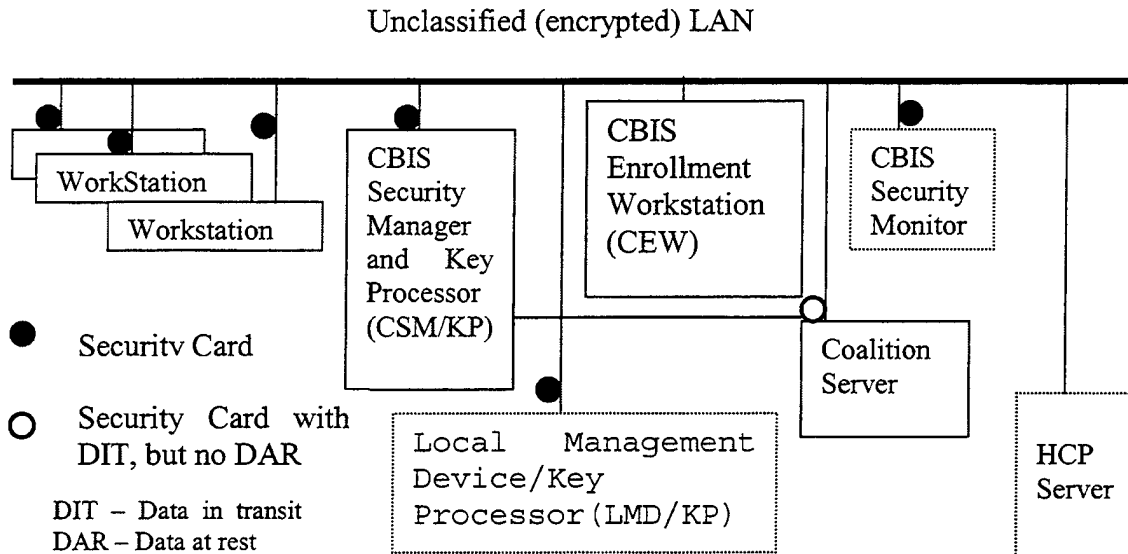 Unclassified (encrypted) LAN
WorkStation
Workstation
CBIS
Security
Manager
and Key
Processor
(CSM/KP)
CBIS
Enrollment
Workstation
(CEW)
CBIS
Security
Monitor
Security Card
Security Card with
DIT, but no DAR
DIT – Data in transit
DAR – Data at rest
Local Management
Device/Key
Processor(LMD/KP)
Coalition
Server
HCP
Server